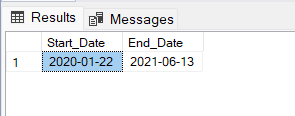 Results Messages
Start_Date End_Date
1 2020-01-22 2021-06-13